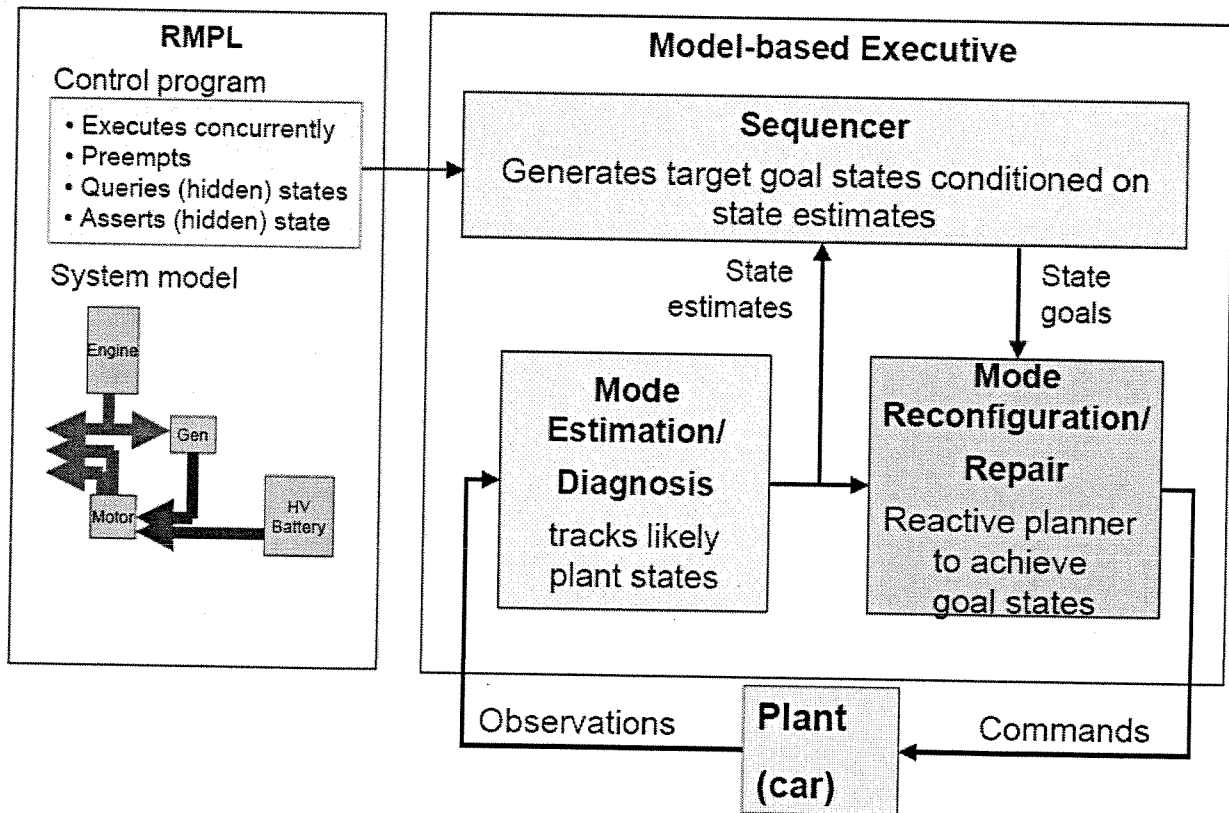 RMPL
Control program
• Executes concurrently
• Preempts
• Queries (hidden) states
• Asserts (hidden) state
System model
Engine
Gen
Motor
HV
Battery
Model-based Executive
Sequencer
Generates target goal states conditioned on
state estimates
State
estimates
State
goals
Mode
Estimation/
Diagnosis
tracks likely
plant states
Mode
Reconfiguration/
Repair
Reactive planner
to achieve
goal states
Observations
Plant
(car)
Commands